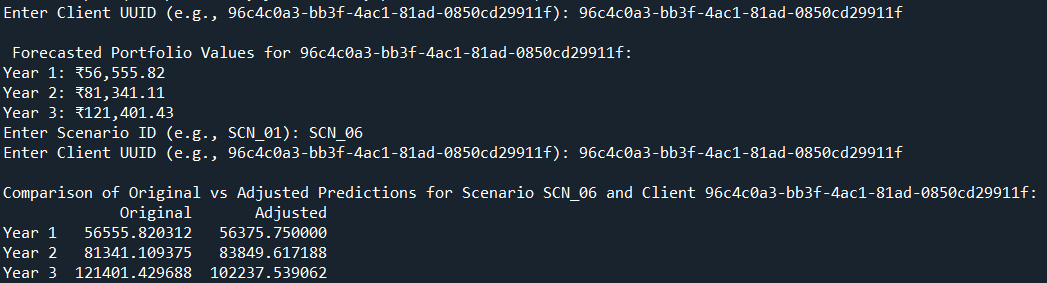 Enter Client UUID (e.g., 96c4c0a3-bb3f-4ac1-81ad-0850cd29911f): 96c4c0a3-bb3f-4ac1-81ad-0850cd29911f
Forecasted Portfolio Values for 96c4c0a3-bb3f-4ac1-81ad-0850cd29911f:
Year 1: ₹56,555.82
Year 2: ₹81,341.11
Year 3: ₹121,401.43
Enter Scenario ID (e.g., SCN_01): SCN_06
Enter Client UUID (e.g., 96c4c0a3-bb3f-4ac1-81ad-0850cd29911f): 96c4c0a3-bb3f-4ac1-81ad-0850cd29911f
Comparison of Original vs Adjusted Predictions for Scenario SCN_06 and Client 96c4c0a3-bb3f-4ac1-81ad-0850cd29911f:
Original Adjusted
Year 1 56555.820312 56375.750000
Year 2 81341.109375 83849.617188
Year 3 121401.429688 102237.539062